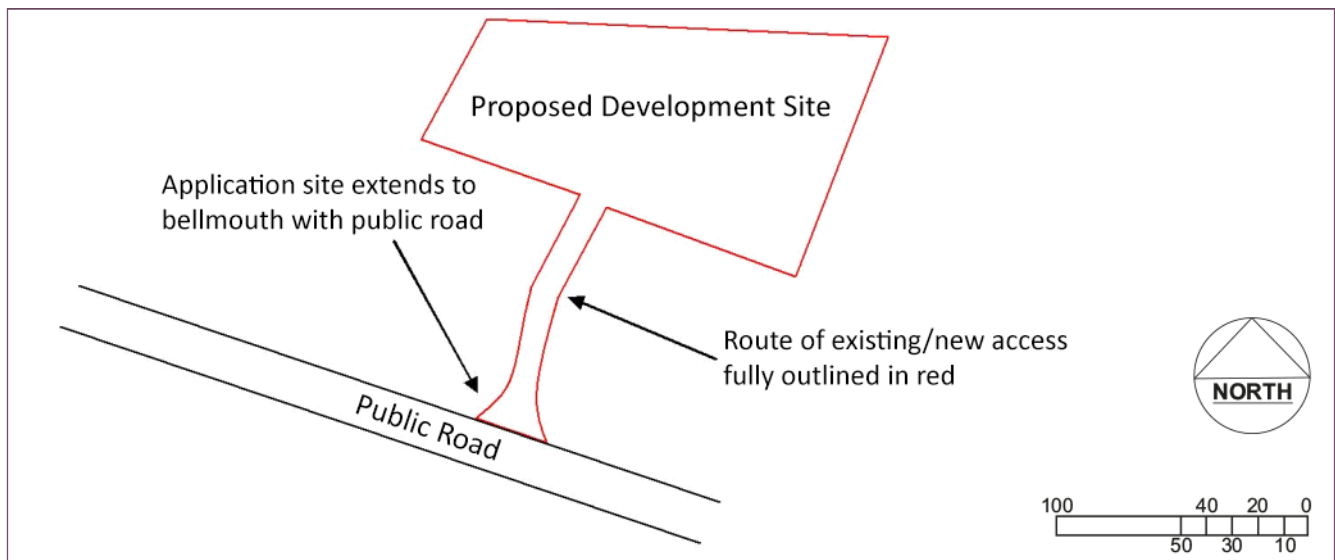 Proposed Development Site
Application site extends to
bellmouth with public road
Route of existing/new access
fully outlined in red
Public Road
NORTH
100 40 20 0
50 30 10